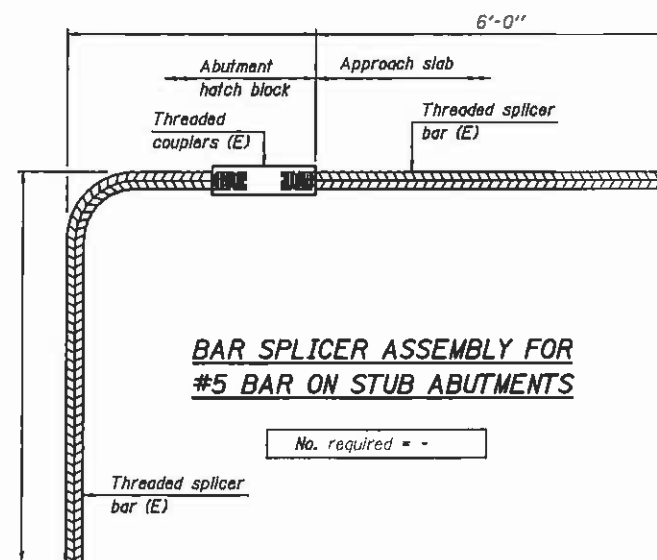 6'-0"
Abutment
hatch block
Approach slab
Threaded
couplers (E)
Threaded splicer
bar (E)
BAR SPLICER ASSEMBLY FOR
#5 BAR ON STUB ABUTMENTS
No. required = -
Threaded splicer
bar (E)